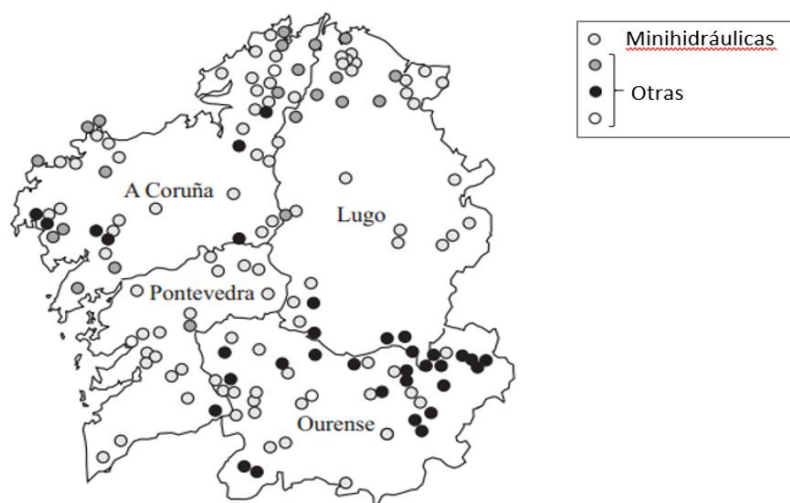 Minihidráulicas
Otras
A Coruña
Lugo
Pontevedra
Ourense